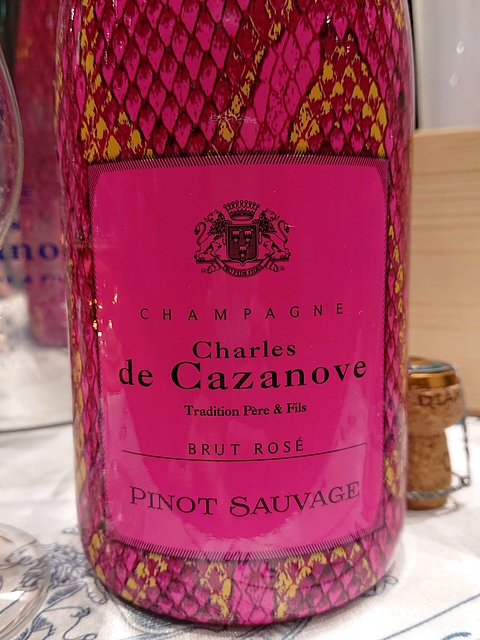 CHAMPAGNE
Charles
de Cazanove
Tradition Père & Fils
BRUT ROSÉ
PINOT SAUVAGE